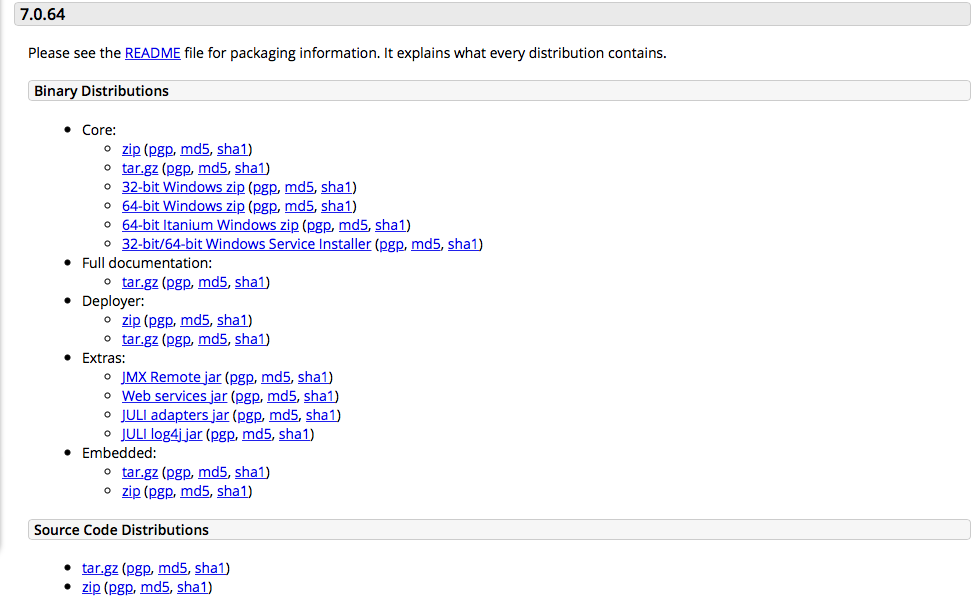 7.0.64
Please see the README file for packaging information. It explains what every distribution contains.
Binary Distributions
Core:
zip (pgp, md5, sha1)
tar.gz (pgp, md5, sha1)
32-bit Windows zip (pgp, md5, sha1)
64-bit Windows zip (pgp, md5, sha1)
64-bit Itanium Windows zip (pgp, md5, sha1)
32-bit/64-bit Windows Service Installer (pgp, md5, sha1)
Full documentation:
tar.gz (pgp, md5, sha1)
Deployer:
zip (pgp, md5, sha1)
tar.gz (pgp, md5, sha1)
Extras:
JMX Remote jar (pgp, md5, sha1)
Web services jar (pgp, md5, sha1)
JULI adapters jar (pgp, md5, sha1)
JULI log4j jar (pgp, md5, sha1)
Embedded:
tar.gz (pgp, md5, sha1)
zip (pgp, md5, sha1)
Source Code Distributions
tar.gz (pgp, md5, sha1)
zip (pgp, md5, sha1)